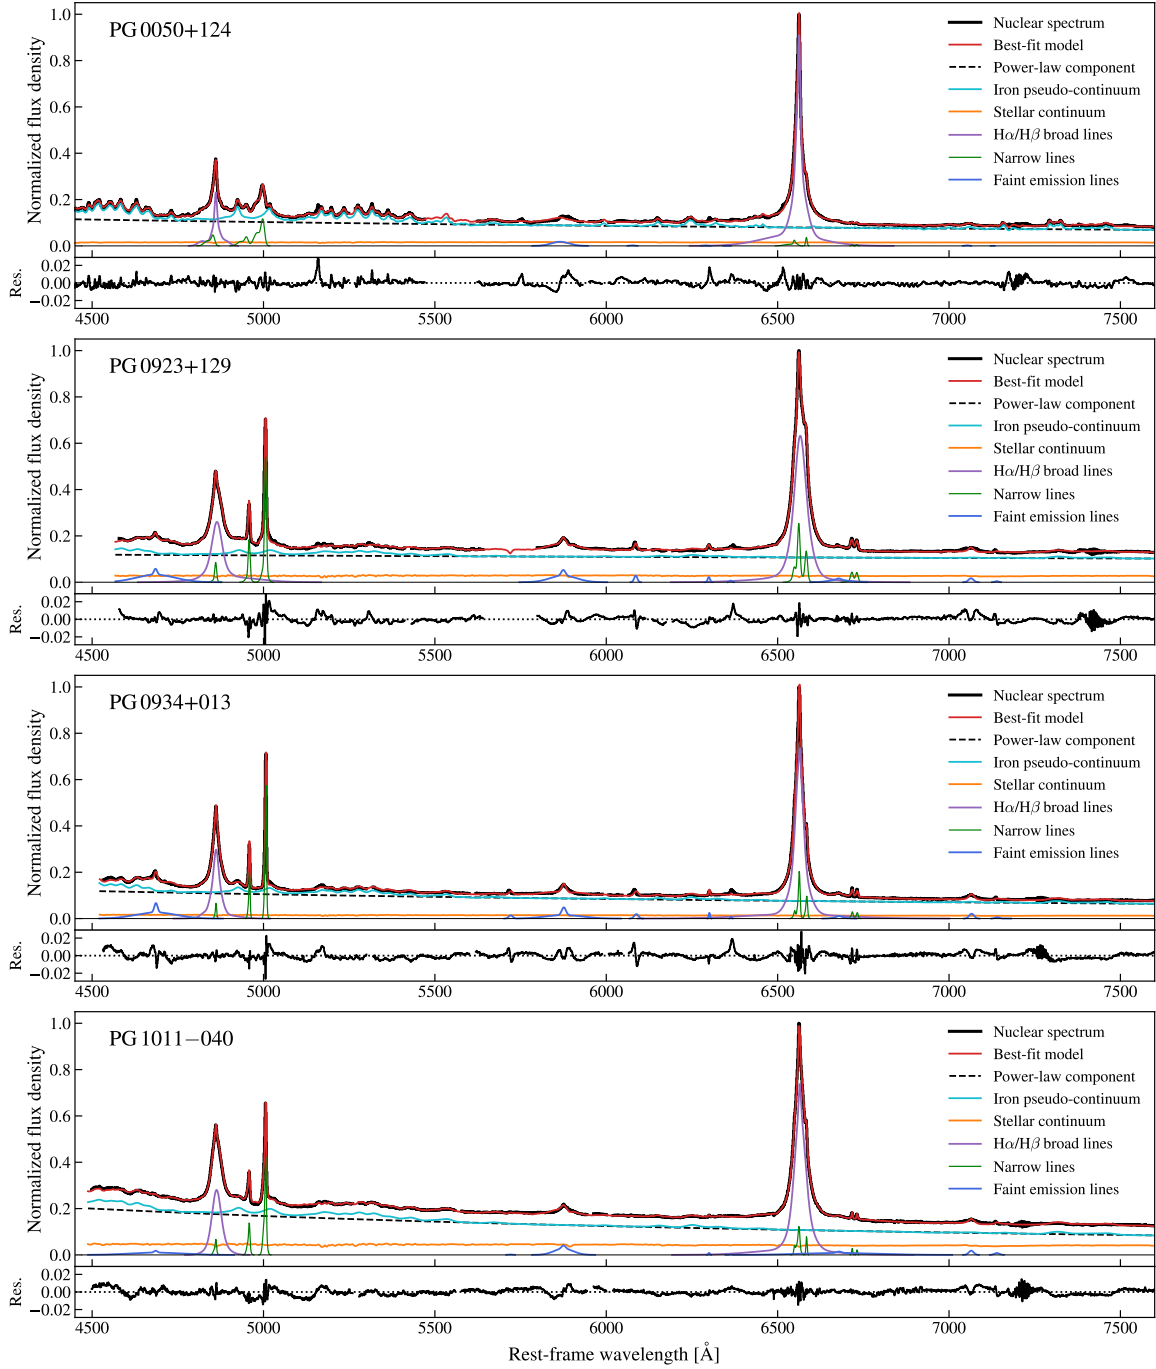 PG 0050+124
Nuclear spectrum
Best-fit model
Power-law component
Iron pseudo-continuum
Stellar continuum
Hα/Hβ broad lines
Narrow lines
Faint emission lines
Normalized flux density
1.0
0.8
0.6
0.4
0.2
0.0
Res.
0.02
0.00
−0.02
4500 5000 5500 6000 6500 7000 7500
PG 0923+129
Nuclear spectrum
Best-fit model
Power-law component
Iron pseudo-continuum
Stellar continuum
Hα/Hβ broad lines
Narrow lines
Faint emission lines
Normalized flux density
1.0
0.8
0.6
0.4
0.2
0.0
Res.
0.02
0.00
−0.02
4500 5000 5500 6000 6500 7000 7500
PG 0934+013
Nuclear spectrum
Best-fit model
Power-law component
Iron pseudo-continuum
Stellar continuum
Hα/Hβ broad lines
Narrow lines
Faint emission lines
Normalized flux density
1.0
0.8
0.6
0.4
0.2
0.0
Res.
0.02
0.00
−0.02
4500 5000 5500 6000 6500 7000 7500
PG 1011−040
Nuclear spectrum
Best-fit model
Power-law component
Iron pseudo-continuum
Stellar continuum
Hα/Hβ broad lines
Narrow lines
Faint emission lines
Normalized flux density
1.0
0.8
0.6
0.4
0.2
0.0
Res.
0.02
0.00
−0.02
4500 5000 5500 6000 6500 7000 7500
Rest-frame wavelength [Å]